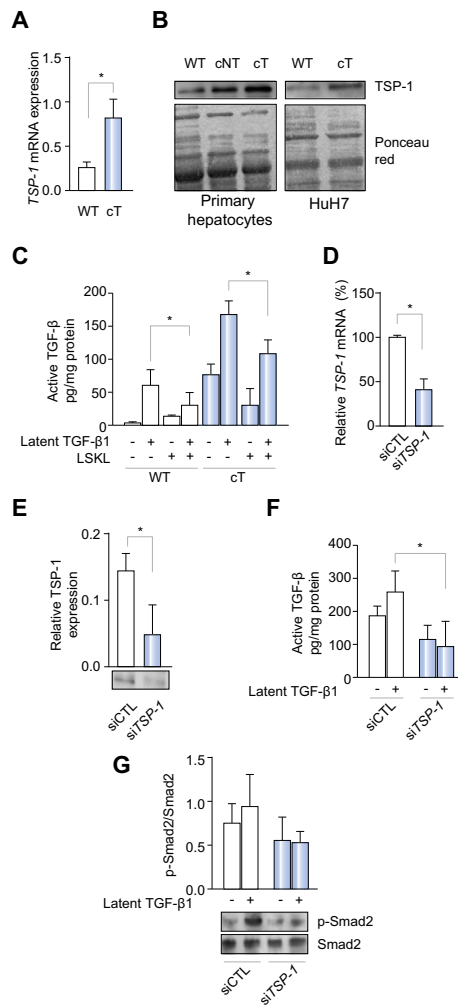 A
TSP-1 mRNA expression
1.5
1.0
0.5
0.0
*
WT cT
B
WT cNT cT WT cT
TSP-1
Ponceau
red
Primary
hepatocytes
HuH7
C
Active TGF-β
pg/mg protein
200
150
100
50
0
* *
Latent TGF-β1 - + - + - + - +
LSKL - - + + - - + +
WT cT
D
Relative TSP-1 mRNA (%)
150
100
50
0
*
siCTL
siTSP-1
E
Relative TSP-1
expression
0.2
0.1
0.0
*
siCTL
siTSP-1
F
Active TGF-β
pg/mg protein
400
300
200
100
0
*
Latent TGF-β1 - + - +
siCTL
siTSP-1
G
p-Smad2/Smad2
1.5
1.0
0.5
0.0
Latent TGF-β1 - + - +
p-Smad2
Smad2
siCTL
siTSP-1